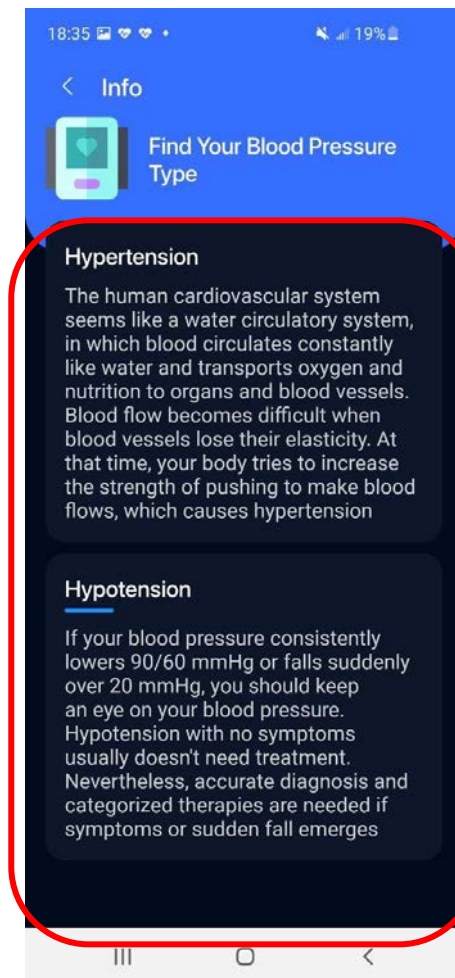 18:35 19%
Info
Find Your Blood Pressure
Type
Hypertension
The human cardiovascular system
seems like a water circulatory system,
in which blood circulates constantly
like water and transports oxygen and
nutrition to organs and blood vessels.
Blood flow becomes difficult when
blood vessels lose their elasticity. At
that time, your body tries to increase
the strength of pushing to make blood
flows, which causes hypertension
Hypotension
If your blood pressure consistently
lowers 90/60 mmHg or falls suddenly
over 20 mmHg, you should keep
an eye on your blood pressure.
Hypotension with no symptoms
usually doesn't need treatment.
Nevertheless, accurate diagnosis and
categorized therapies are needed if
symptoms or sudden fall emerges